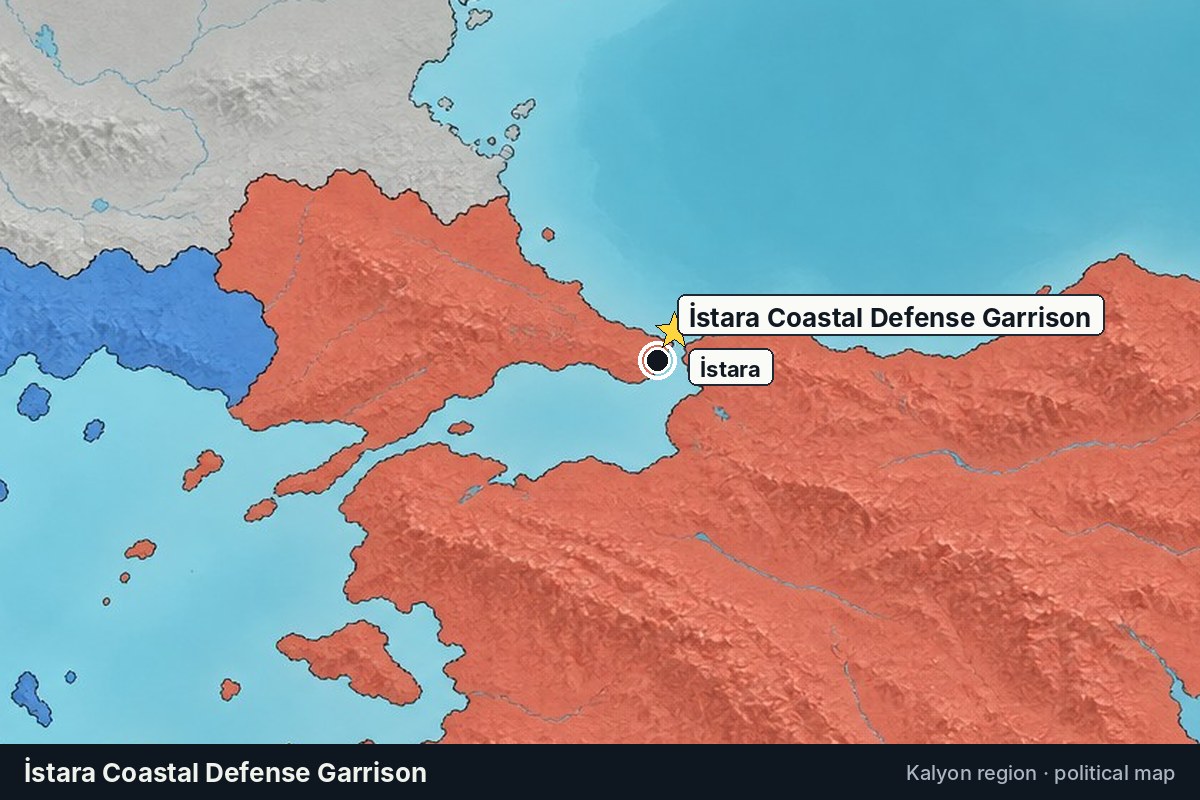 İstara Coastal Defense Garrison
İstara
İstara Coastal Defense Garrison
Kalyon region · political map